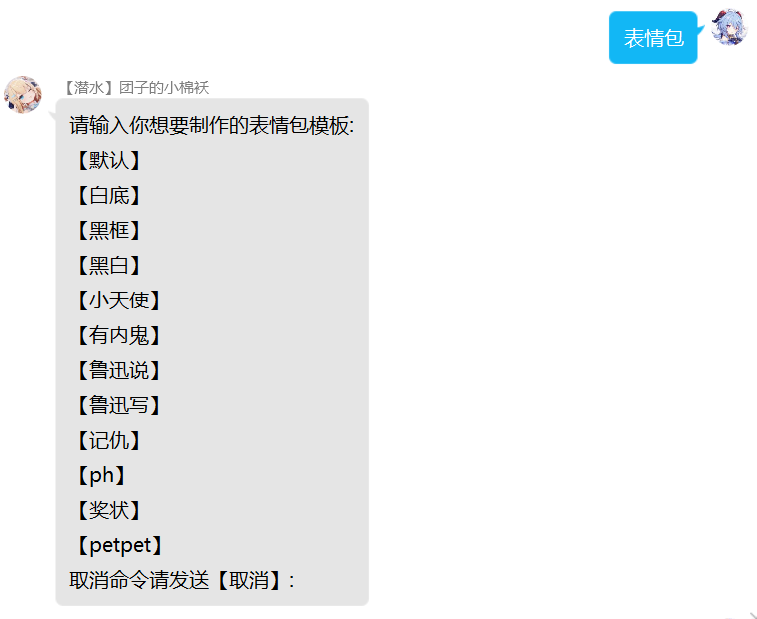 表情包
【潜水】团子的小棉袄
请输入你想要制作的表情包模板:
【默认】
【白底】
【黑框】
【黑白】
【小天使】
【有内鬼】
【鲁迅说】
【鲁迅写】
【记仇】
【ph】
【奖状】
【petpet】
取消命令请发送【取消】: